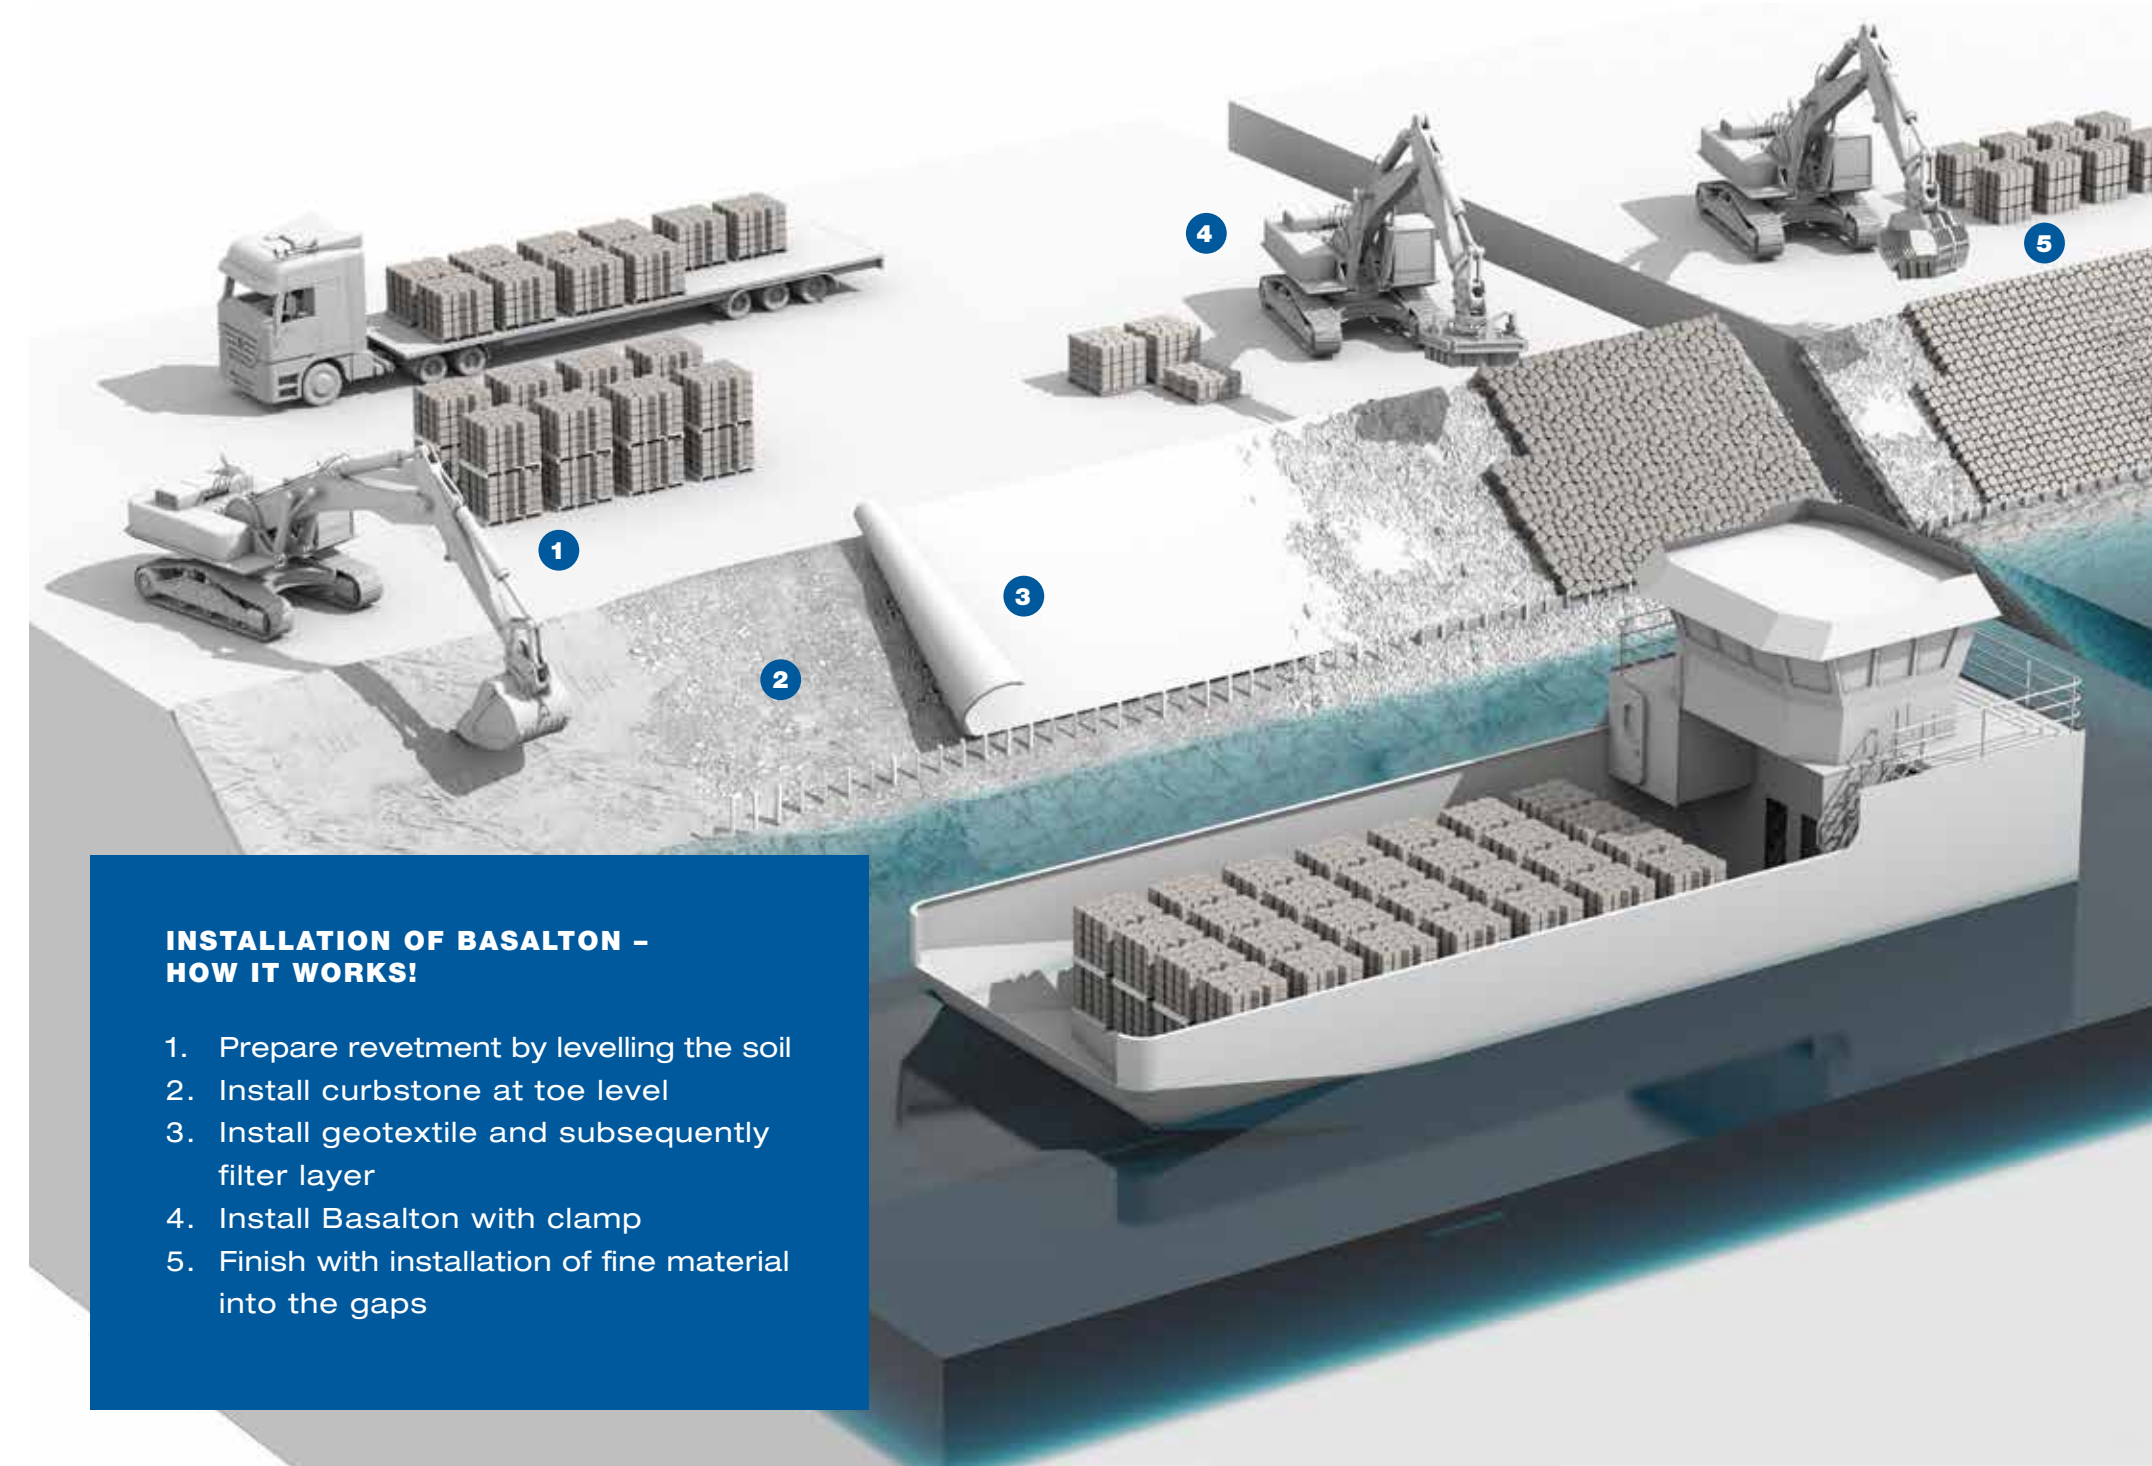 4
5
1
3
2
INSTALLATION OF BASALTON –
HOW IT WORKS!
1. Prepare revetment by levelling the soil
2. Install curbstone at toe level
3. Install geotextile and subsequently
filter layer
4. Install Basalton with clamp
5. Finish with installation of fine material
into the gaps